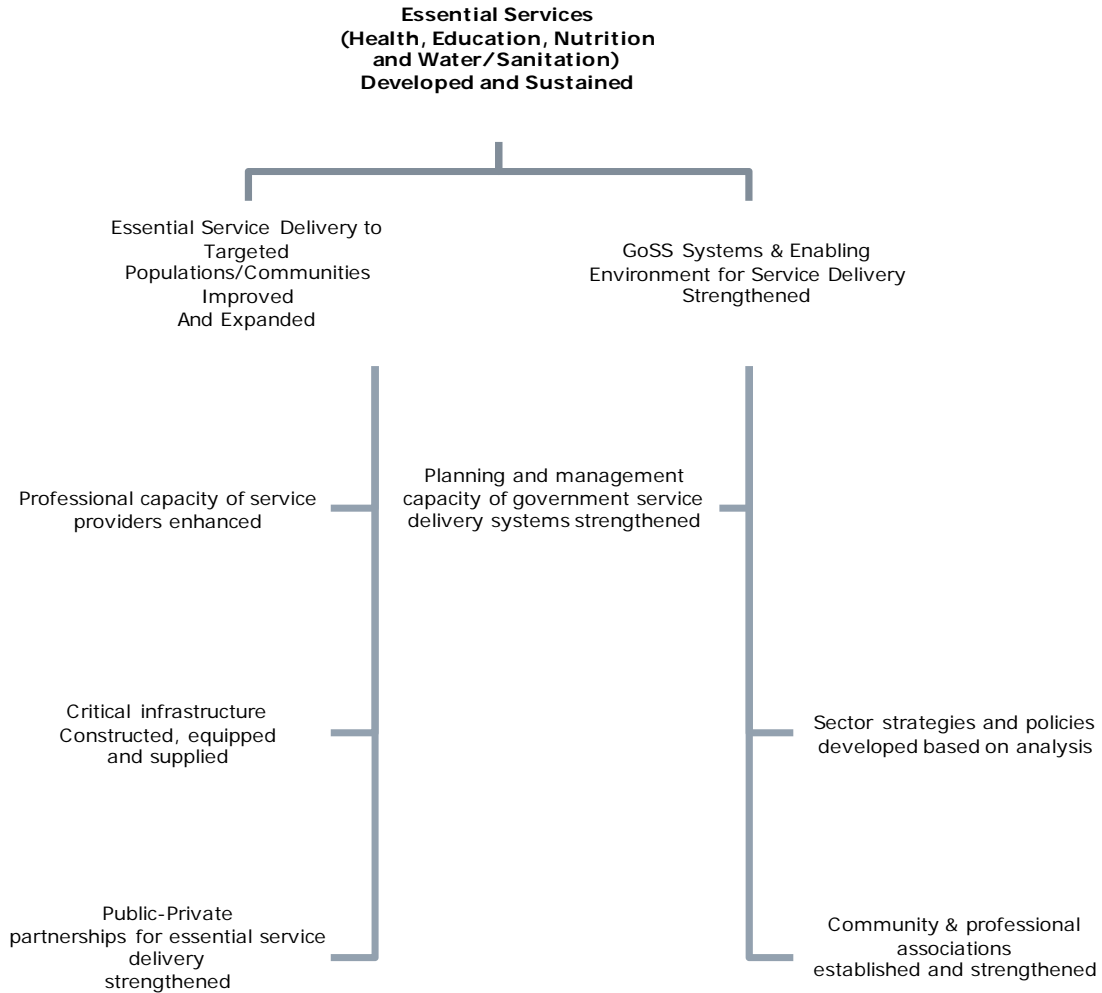 Essential Services
(Health, Education, Nutrition
and Water/Sanitation)
Developed and Sustained
Essential Service Delivery to
Targeted
Populations/Communities
Improved
And Expanded
GoSS Systems & Enabling
Environment for Service Delivery
Strengthened
Professional capacity of service
providers enhanced
Planning and management
capacity of government service
delivery systems strengthened
Critical infrastructure
Constructed, equipped
and supplied
Sector strategies and policies
developed based on analysis
Public-Private
partnerships for essential service
delivery
strengthened
Community & professional
associations
established and strengthened